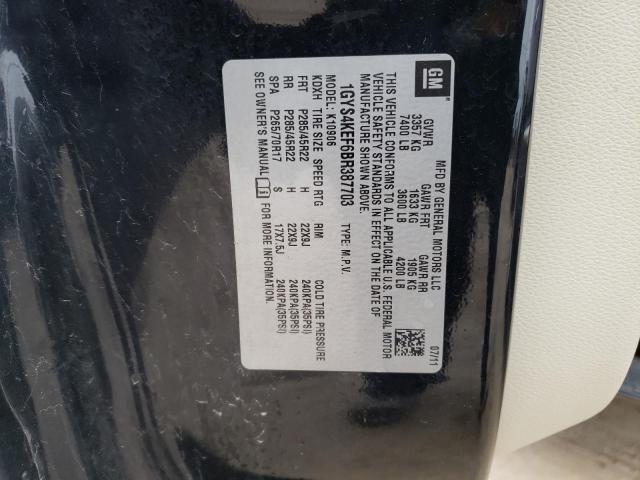 GM
MFD BY GENERAL MOTORS LLC 07/11
GVWR GAWR FRT GAWR RR
3357 KG 1633 KG 1905 KG
7400 LB 3600 LB 4200 LB
THIS VEHICLE CONFORMS TO ALL APPLICABLE U.S. FEDERAL MOTOR
VEHICLE SAFETY STANDARDS IN EFFECT ON THE DATE OF
MANUFACTURE SHOWN ABOVE.
1GYS4KEF6BR387703 TYPE: M.P.V.
MODEL: K10906
KDXH TIRE SIZE SPEED RTG RIM COLD TIRE PRESSURE
FRT P285/45R22 H 22X9J 240KPA(35PSI)
RR P285/45R22 H 22X9J 240KPA(35PSI)
SPA P265/70R17 S 17X7.5J 240KPA(35PSI)
SEE OWNER'S MANUAL FOR MORE INFORMATION.